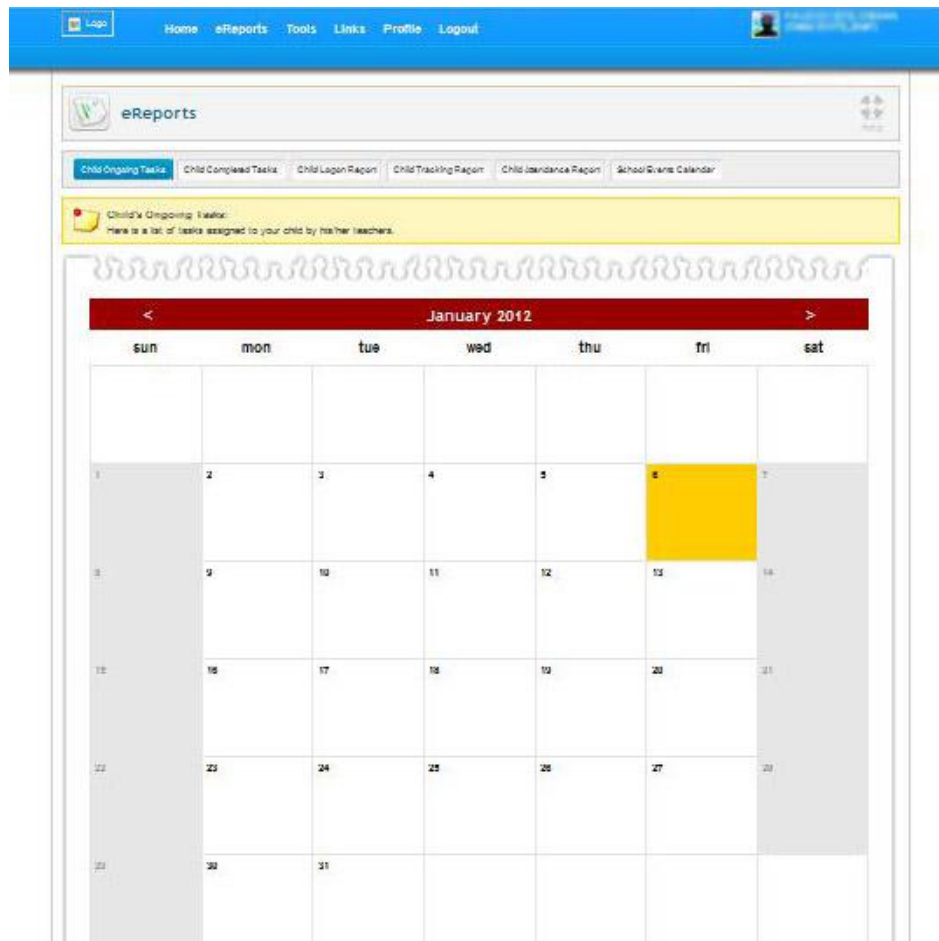 Logo
Home eReports Tools Links Profile Logout
eReports
Child Ongoing Tasks Child Completed Tasks Child Logon Report Child Tracking Report Child Attendance Report School Events Calendar
Child's Ongoing Tasks:
Here is a list of tasks assigned to your child by his/her teachers.
< January 2012 >
sun mon tue wed thu fri sat
1 2 3 4 5 6 7
8 9 10 11 12 13 14
15 16 17 18 19 20 21
22 23 24 25 26 27 28
29 30 31